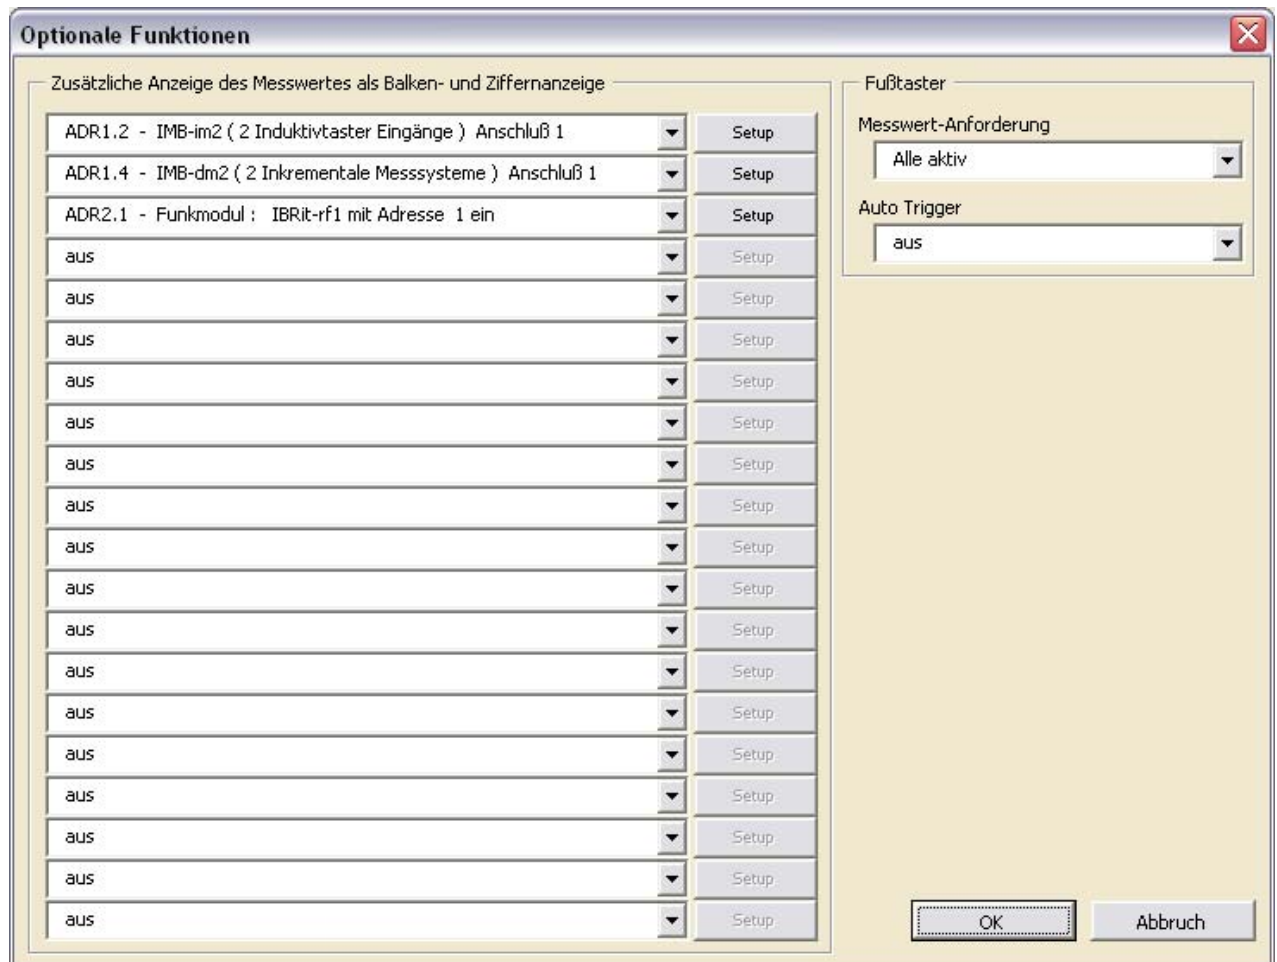 Optionale Funktionen
Zusätzliche Anzeige des Messwertes als Balken- und Ziffernanzeige
ADR1.2 - IMB-im2 ( 2 Induktivtaster Eingänge ) Anschluß 1
Setup
ADR1.4 - IMB-dm2 ( 2 Inkrementale Messsysteme ) Anschluß 1
Setup
ADR2.1 - Funkmodul : IBRit-rf1 mit Adresse 1 ein
Setup
aus
Setup
aus
Setup
aus
Setup
aus
Setup
aus
Setup
aus
Setup
aus
Setup
aus
Setup
aus
Setup
aus
Setup
aus
Setup
aus
Setup
aus
Setup
aus
Setup
aus
Setup
aus
Setup
aus
Setup
Fußtaster
Messwert-Anforderung
Alle aktiv
Auto Trigger
aus
OK
Abbruch